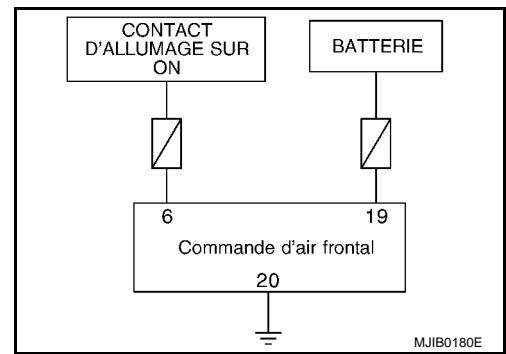 CONTACT
D'ALLUMAGE SUR
ON
BATTERIE
6
19
Commande d'air frontal
20
MJIB0180E